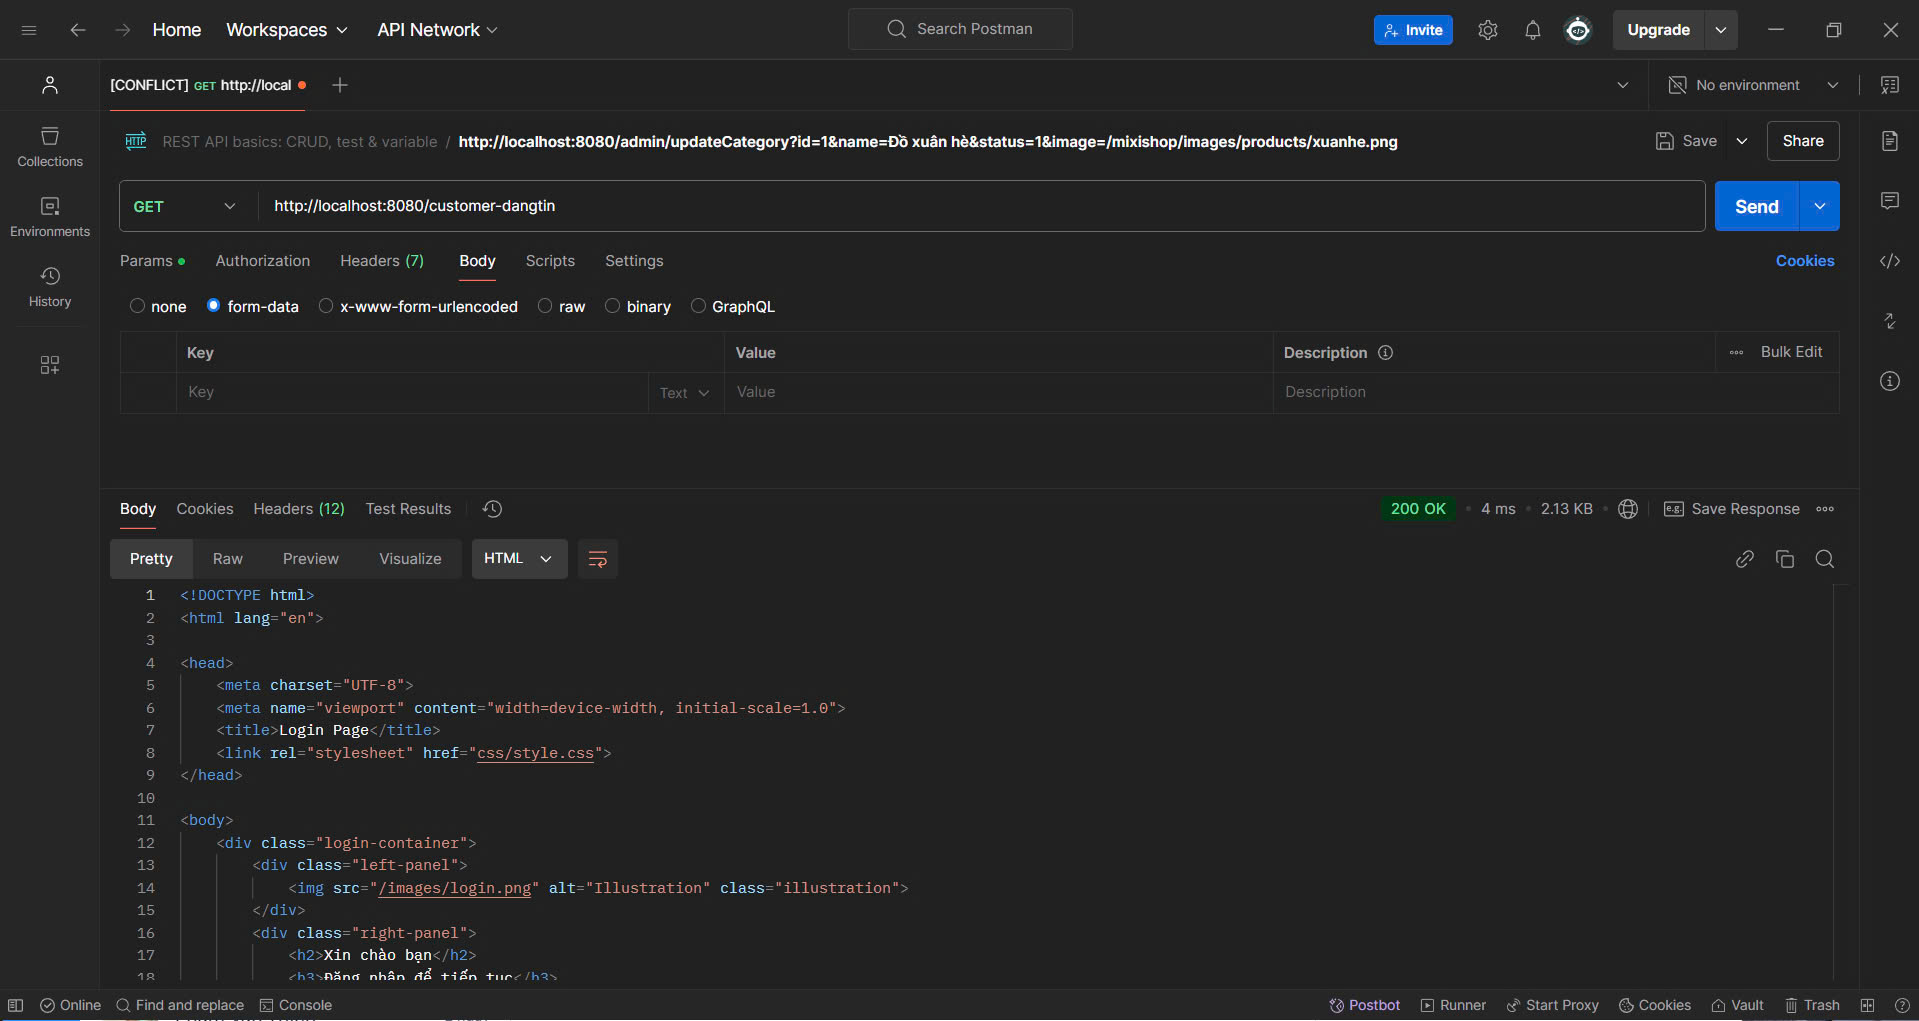 Home Workspaces API Network Search Postman Invite Upgrade
[CONFLICT] GET http://local No environment
HTTP REST API basics: CRUD, test & variable / http://localhost:8080/admin/updateCategory?id=1&name=Đồ xuân hè&status=1&image=/mixishop/images/products/xuanhe.png Save Share
Collections
Environments
History
GET http://localhost:8080/customer-dangtin Send
Params Authorization Headers (7) Body Scripts Settings Cookies
none form-data x-www-form-urlencoded raw binary GraphQL
Key Value Description Bulk Edit
Key Text Value Description
Body Cookies Headers (12) Test Results 200 OK 4 ms 2.13 KB e.g. Save Response
Pretty Raw Preview Visualize HTML
1 <!DOCTYPE html>
2 <html lang="en">
3
4 <head>
5 <meta charset="UTF-8">
6 <meta name="viewport" content="width=device-width, initial-scale=1.0">
7 <title>Login Page</title>
8 <link rel="stylesheet" href="css/style.css">
9 </head>
10
11 <body>
12 <div class="login-container">
13 <div class="left-panel">
14 <img src="/images/login.png" alt="Illustration" class="illustration">
15 </div>
16 <div class="right-panel">
17 <h2>Xin chào bạn</h2>
18 <h3>Đăng nhập để tiếp tục</h3>
Online Find and replace Console Postbot Runner Start Proxy Cookies Vault Trash